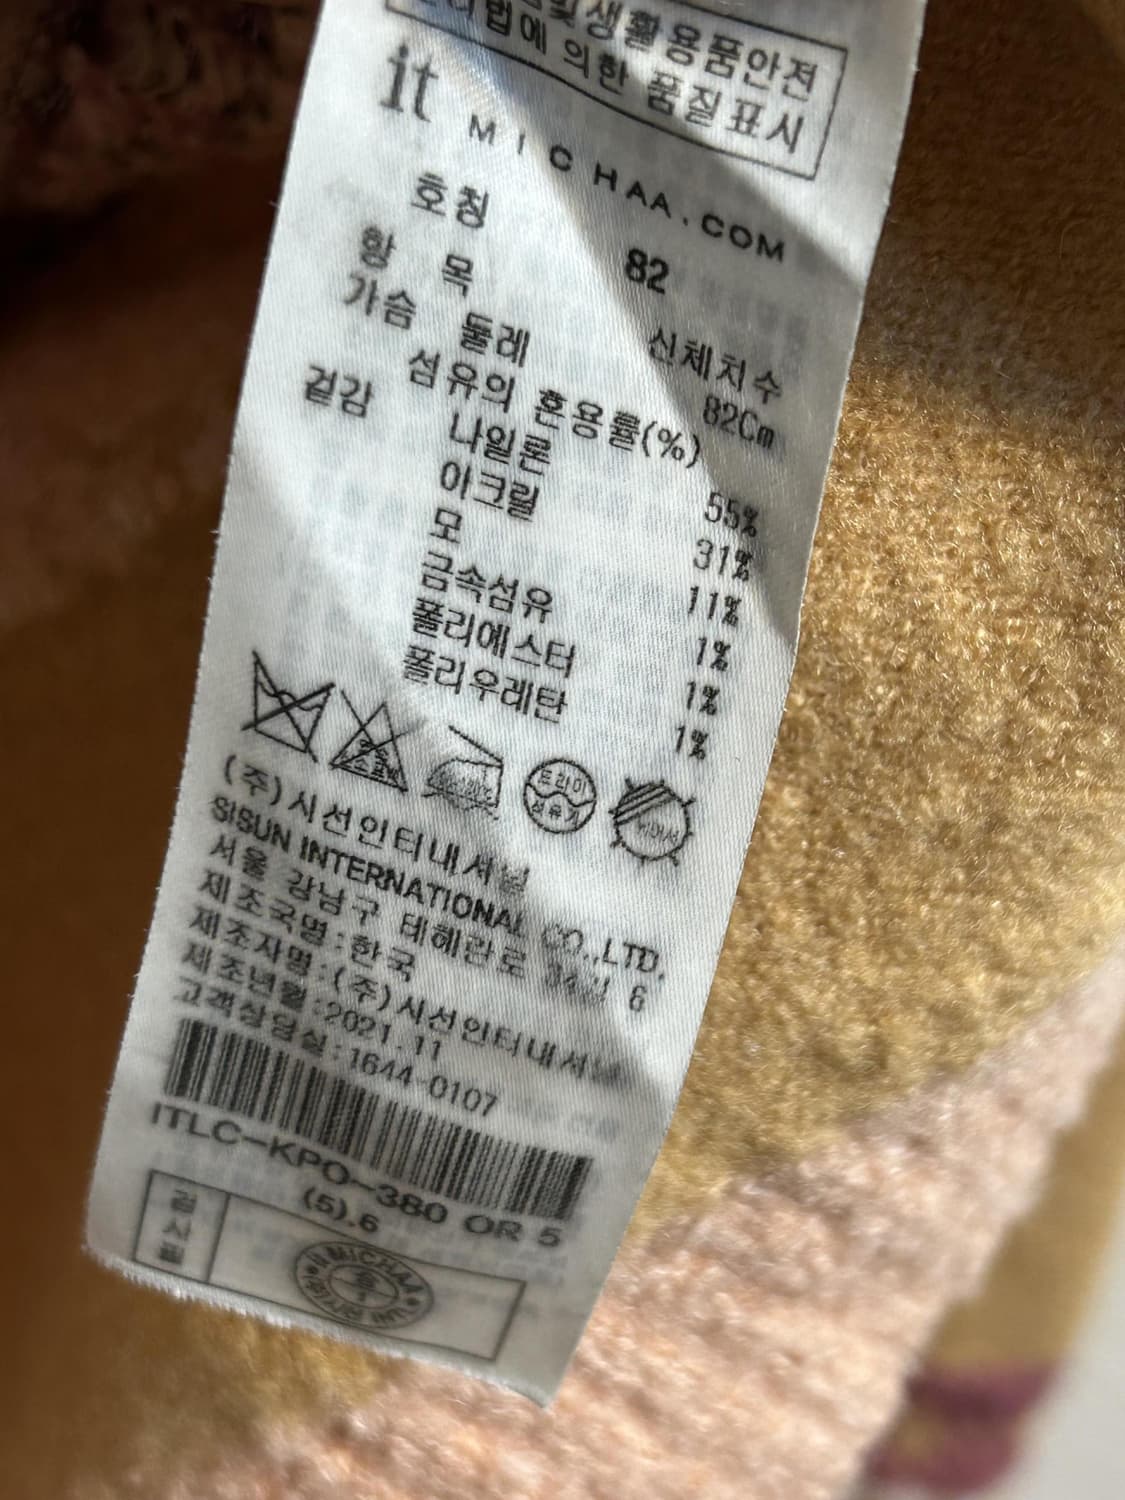 및생활용품안전
법에 의한 품질표시
it MICHAA.COM
호칭 82
항 목 신체치수
가슴 둘레 82Cm
섬유의 혼용률(%)
겉감 나일론 55%
아크릴 31%
모 11%
금속섬유 1%
폴리에스터 1%
폴리우레탄 1%
드라이
(주)시선인터내셔널
SISUN INTERNATIONAL CO.,LTD.
서울 강남구 테헤란로 6
제조국명:한국
제조자명:(주)시선인터내셔널
제조년월:2021.11
고객상담실:1644-0107
ITLC-KPO-380 OR 5
(5).6
검사필
MICHAA